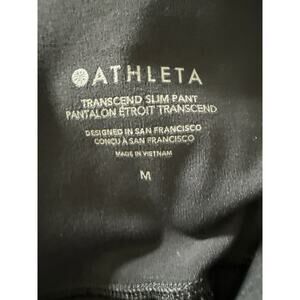 ATHLETA
TRANSCEND SLIM PANT
PANTALON ÉTROIT TRANSCEND
DESIGNED IN SAN FRANCISCO
CONÇU À SAN FRANCISCO
MADE IN VIETNAM
M